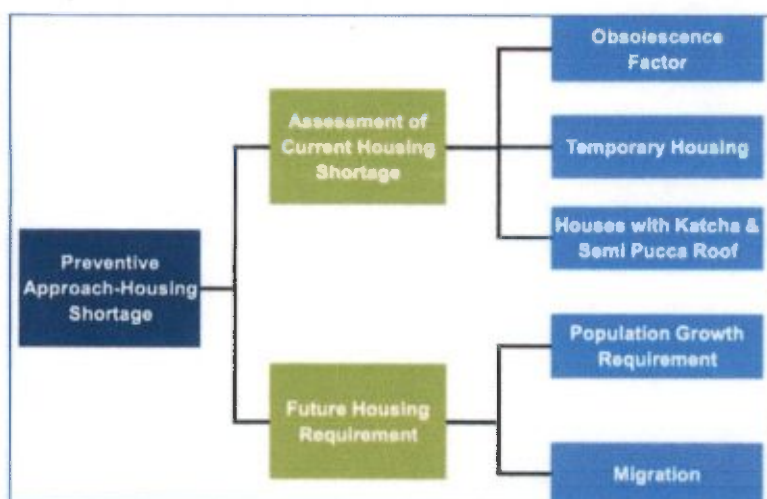 Preventive
Approach-Housing
Shortage
Assessment of
Current Housing
Shortage
Obsolescence
Factor
Temporary Housing
Houses with Katcha &
Semi Pucca Roof
Future Housing
Requirement
Population Growth
Requirement
Migration